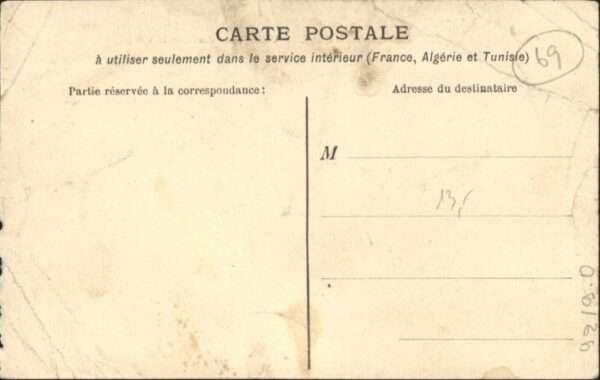 CARTE POSTALE
à utiliser seulement dans le service intérieur (France, Algérie et Tunisie)
69
Partie réservée à la correspondance:
Adresse du destinataire
M